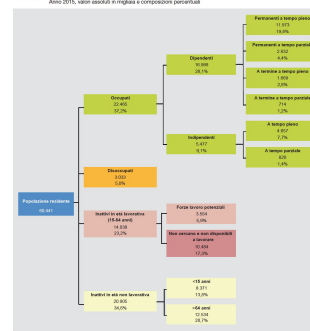 Anno 2015, valori assoluti in migliaia e composizioni percentuali
Permanenti a tempo pieno
11.973
19,8%
Dipendenti
16.988
28,1%
Permanenti a tempo parziale
2.632
4,4%
A termine a tempo pieno
1.669
2,8%
Occupati
22.465
37,2%
A termine a tempo parziale
714
1,2%
A tempo pieno
7,7%
Indipendenti
5.477
9,1%
A tempo parziale
1,4%
Disoccupati
3.033
5,0%
Popolazione residente
60.441
Inattivi in età lavorativa
(15-64 anni)
14.038
23,2%
Forze lavoro potenziali
3.554
5,9%
Non cercano e non disponibili
a lavorare
10.484
17,3%
Inattivi in età non lavorativa
20.905
34,6%
<15 anni
8.371
13,8%
<64 anni
12.534
20,7%